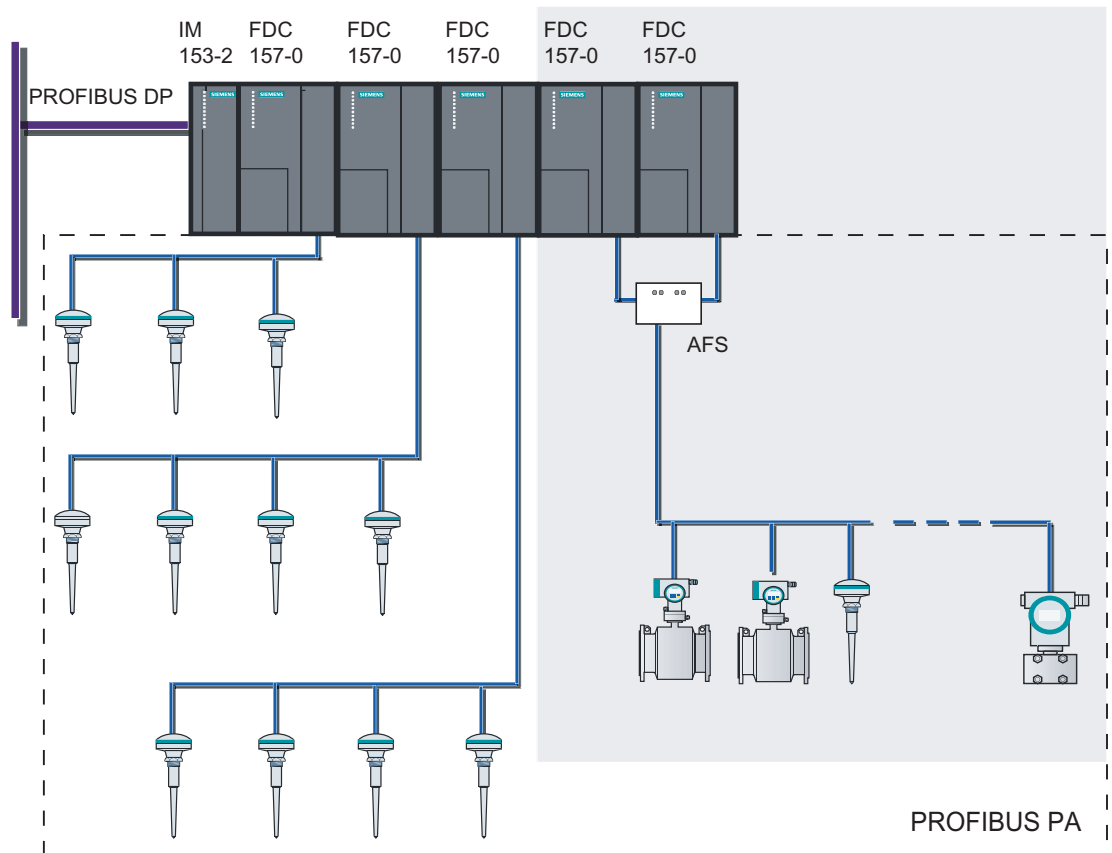 IM
153-2
FDC
157-0
FDC
157-0
FDC
157-0
FDC
157-0
FDC
157-0
PROFIBUS DP
SIEMENS
SIEMENS
SIEMENS
SIEMENS
SIEMENS
SIEMENS
AFS
PROFIBUS PA